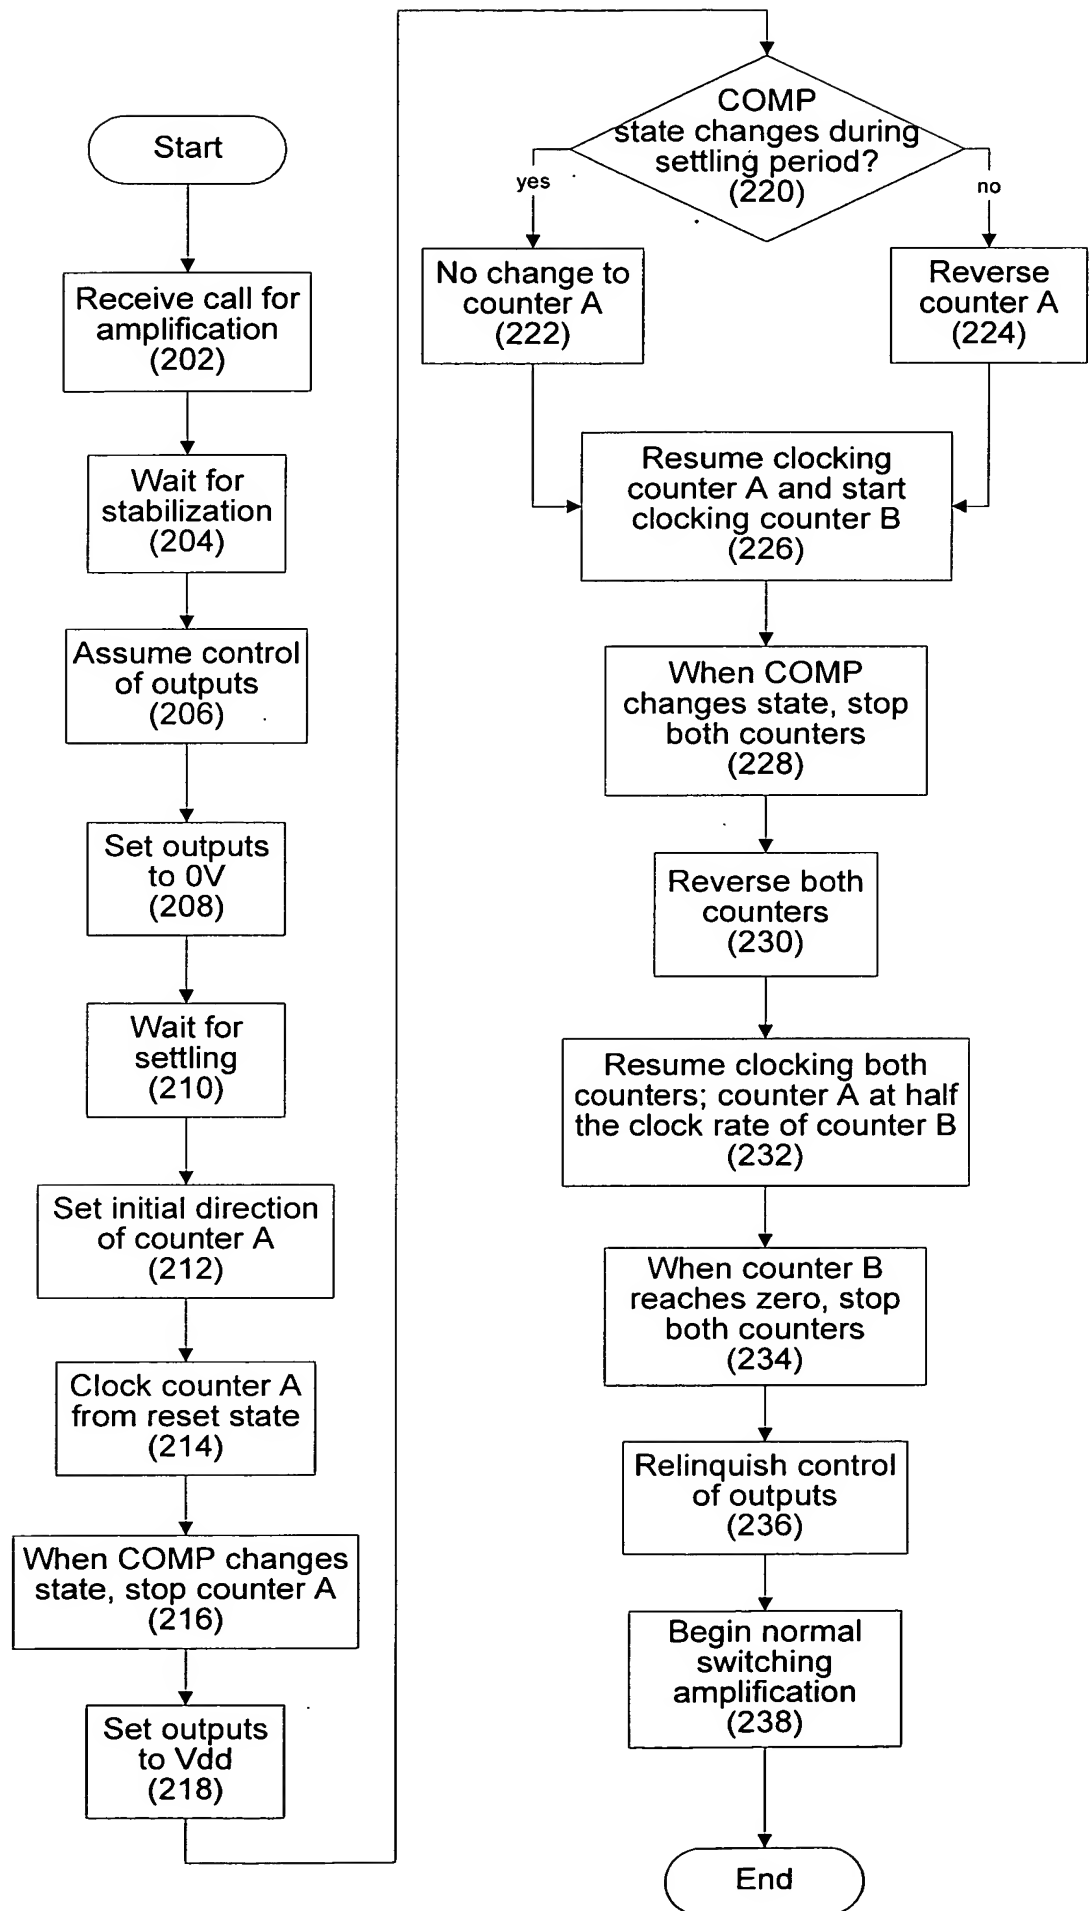 Start
Receive call for
amplification
(202)
Wait for
stabilization
(204)
Assume control
of outputs
(206)
Set outputs
to 0V
(208)
Wait for
settling
(210)
Set initial direction
of counter A
(212)
Clock counter A
from reset state
(214)
When COMP changes
state, stop counter A
(216)
Set outputs
to Vdd
(218)
COMP
state changes during
settling period?
(220)
yes
no
No change to
counter A
(222)
Reverse
counter A
(224)
Resume clocking
counter A and start
clocking counter B
(226)
When COMP
changes state, stop
both counters
(228)
Reverse both
counters
(230)
Resume clocking both
counters; counter A at half
the clock rate of counter B
(232)
When counter B
reaches zero, stop
both counters
(234)
Relinquish control
of outputs
(236)
Begin normal
switching
amplification
(238)
End